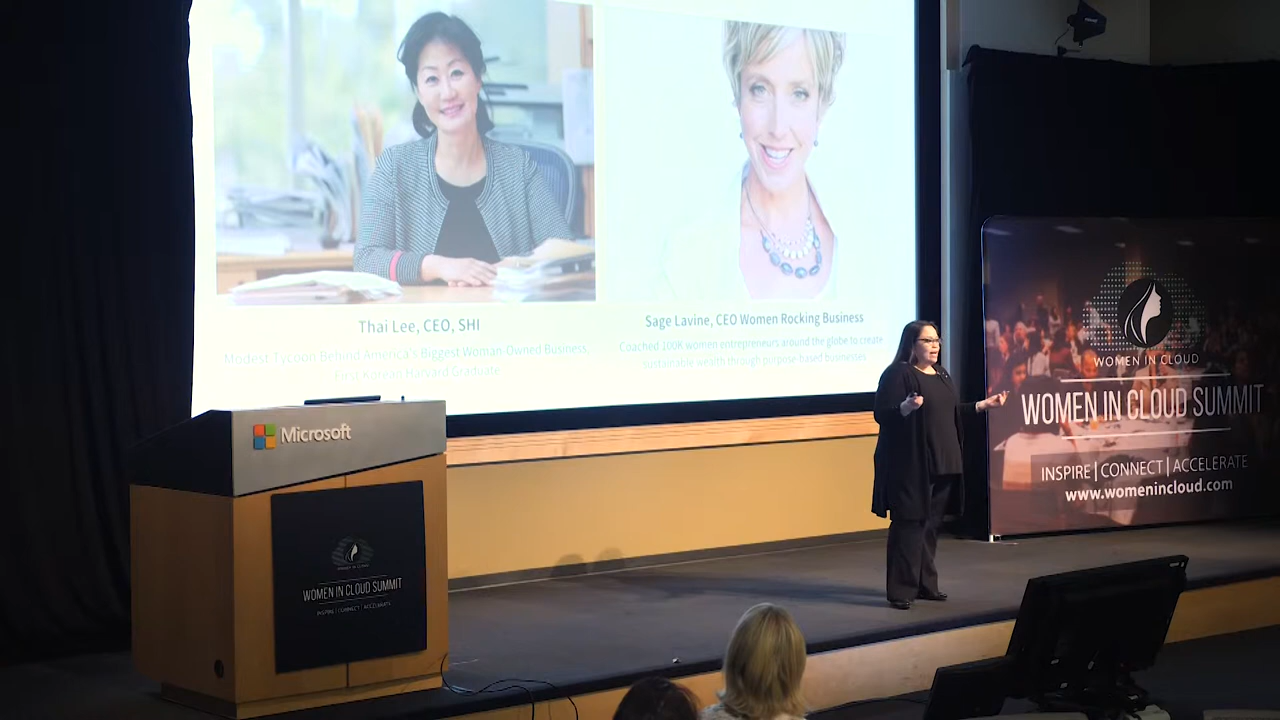 Thai Lee, CEO, SHI
Modest Tycoon Behind America's Biggest Woman-Owned Business,
First Korean Harvard Graduate
Sage Lavine, CEO Women Rocking Business
Coached 100K women entrepreneurs around the globe to create
sustainable wealth through purpose based businesses
Microsoft
WOMEN IN CLOUD
WOMEN IN CLOUD SUMMIT
INSPIRE | CONNECT | ACCELERATE
WOMEN IN CLOUD
WOMEN IN CLOUD SUMMIT
INSPIRE | CONNECT | ACCELERATE
www.womenincloud.com